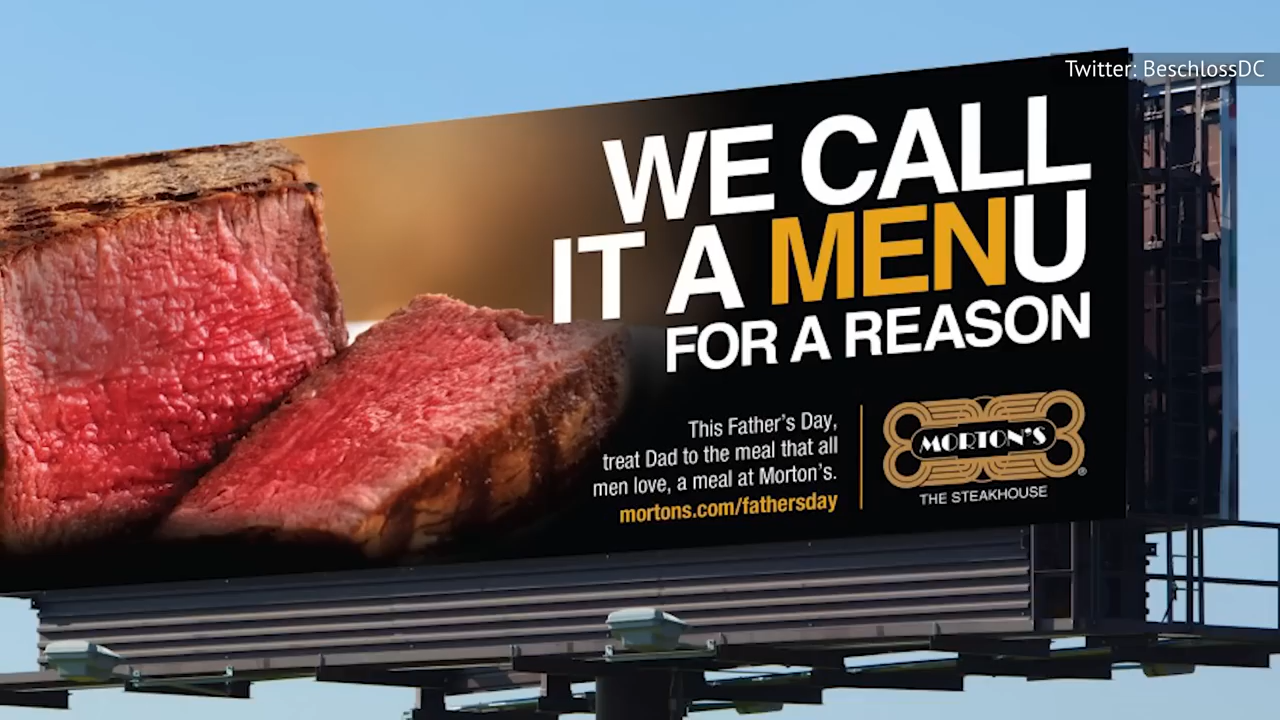 Twitter: BeschlossDC
WE CALL
IT A MENU
FOR A REASON
This Father's Day,
treat Dad to the meal that all
men love, a meal at Morton's.
mortons.com/fathersday
MORTON'S
®
THE STEAKHOUSE